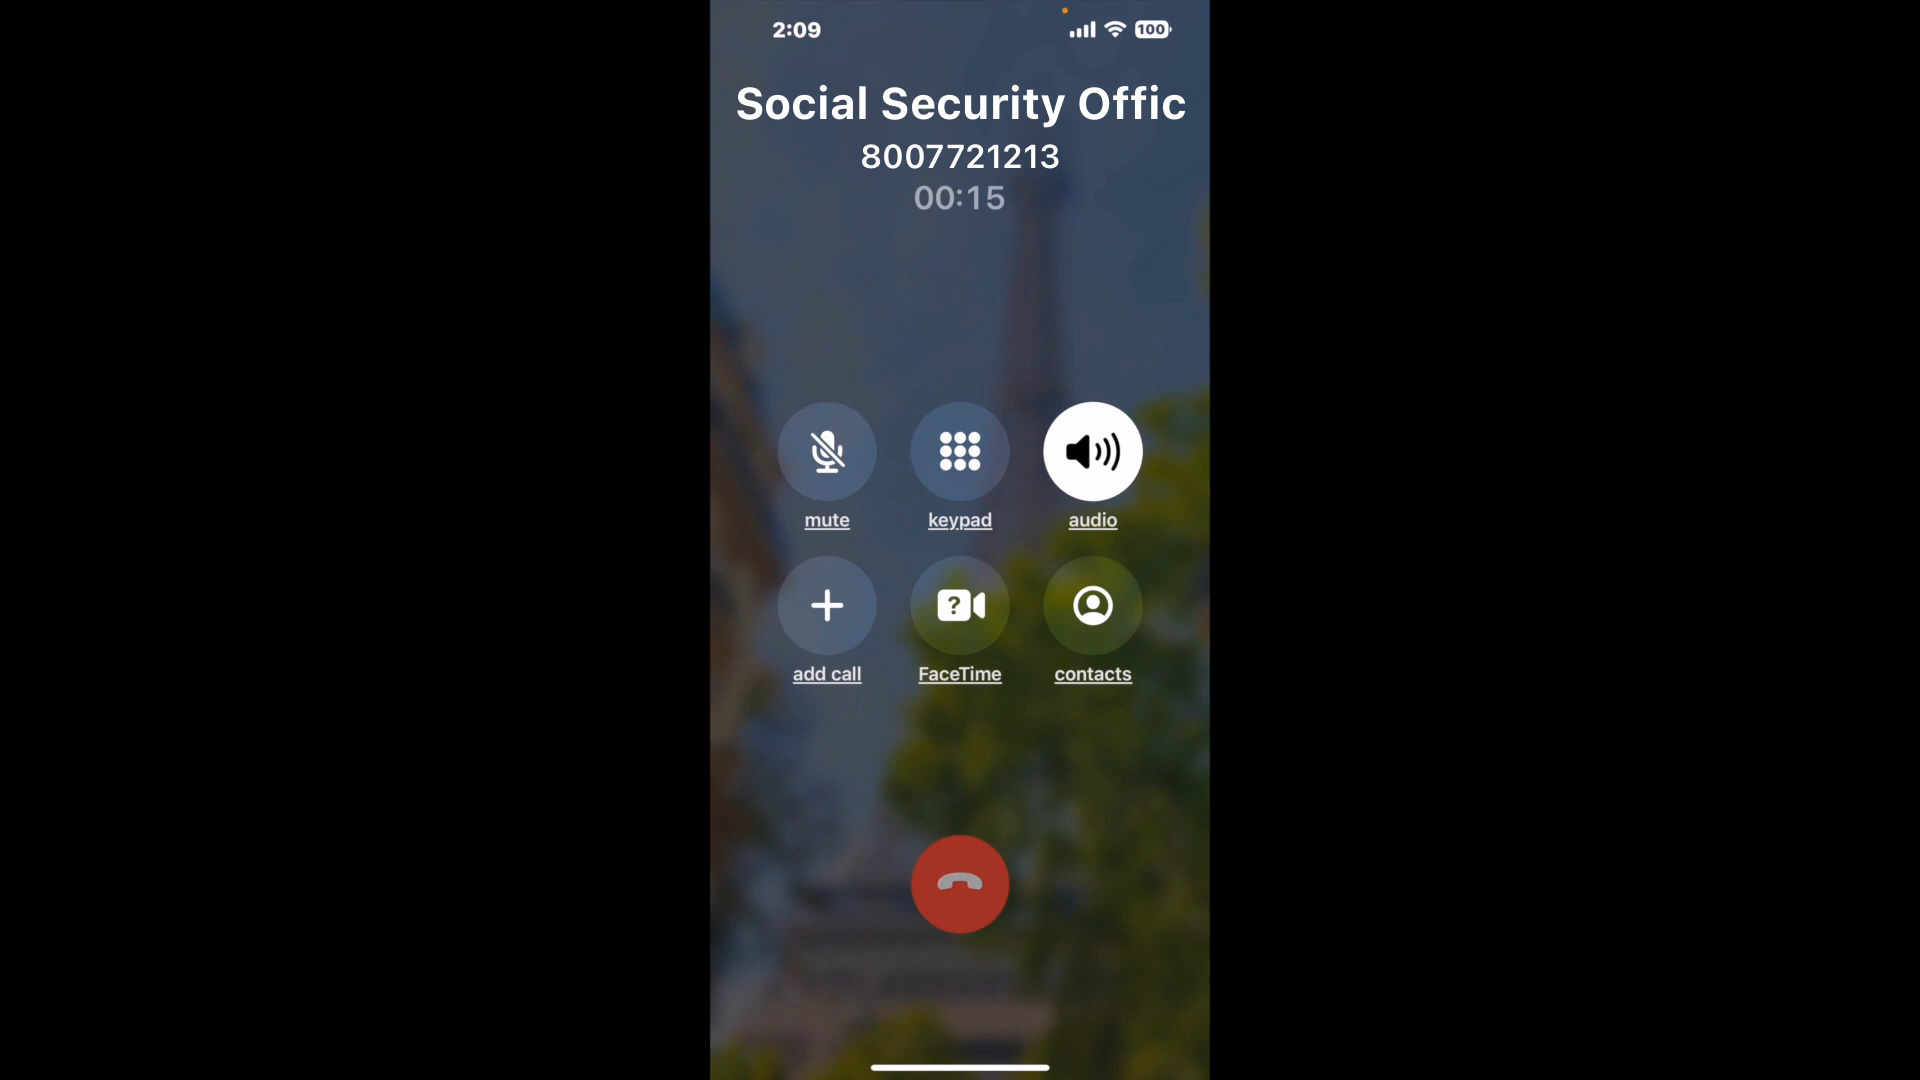 2:09
100
Social Security Offic
8007721213
00:15
mute
keypad
audio
?
add call
FaceTime
contacts